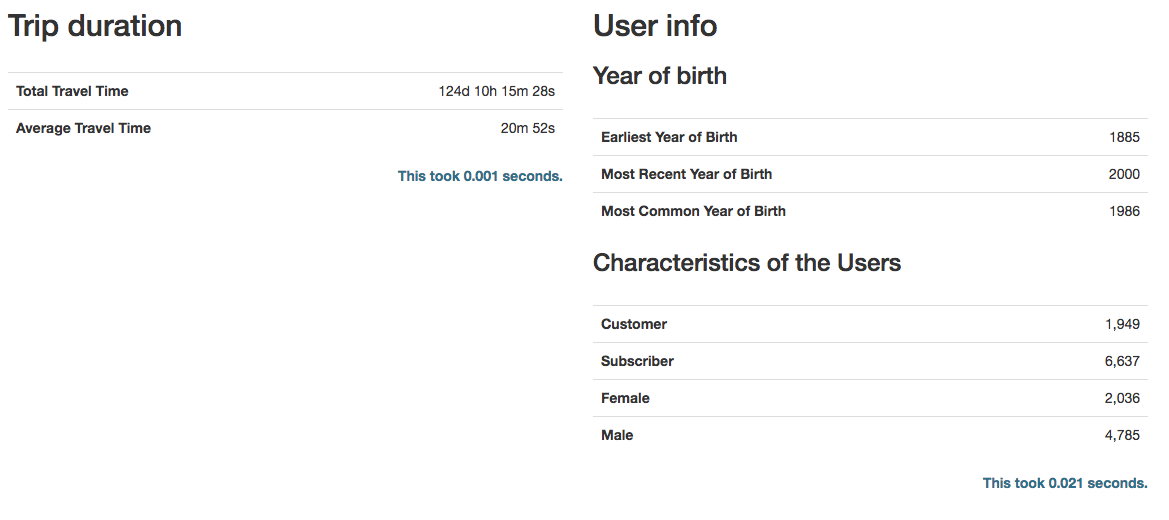 Trip duration
Total Travel Time 124d 10h 15m 28s
Average Travel Time 20m 52s
This took 0.001 seconds.
User info
Year of birth
Earliest Year of Birth 1885
Most Recent Year of Birth 2000
Most Common Year of Birth 1986
Characteristics of the Users
Customer 1,949
Subscriber 6,637
Female 2,036
Male 4,785
This took 0.021 seconds.